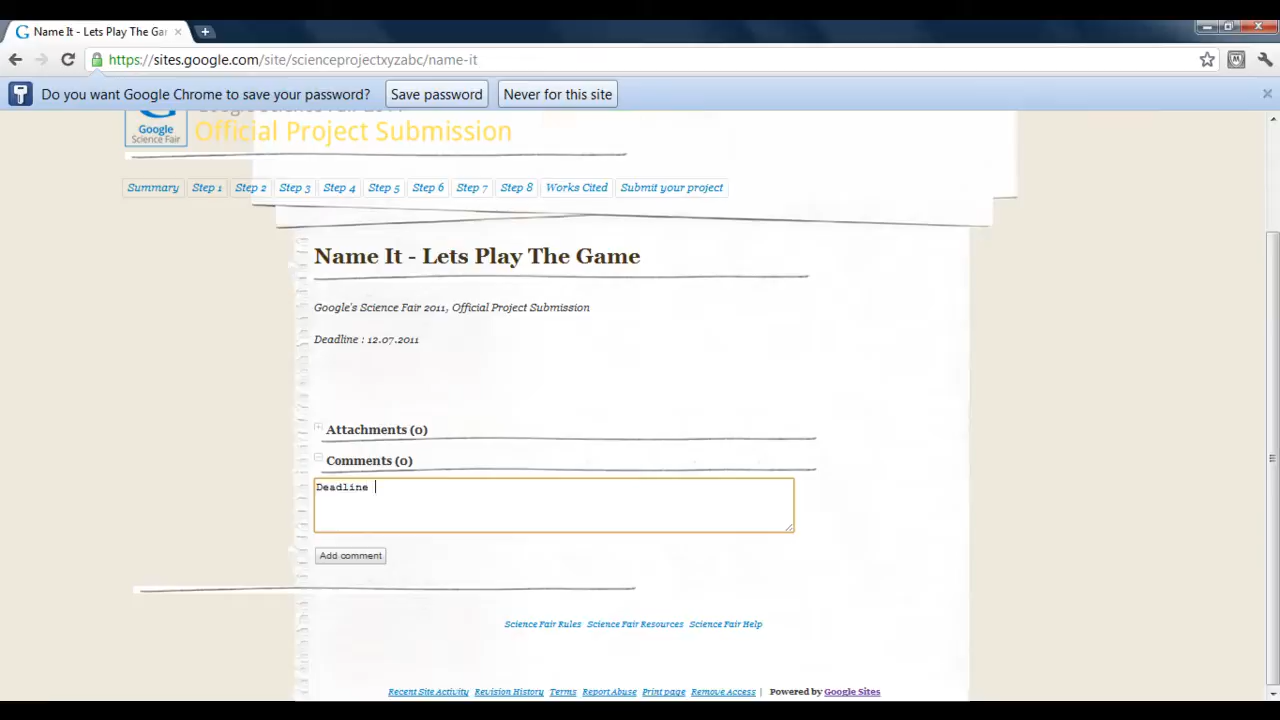 Name It - Lets Play The Gar
https://sites.google.com/site/scienceprojectxyzabc/name-it
Do you want Google Chrome to save your password? Save password Never for this site
Google
Science Fair
Official Project Submission
Summary Step 1 Step 2 Step 3 Step 4 Step 5 Step 6 Step 7 Step 8 Works Cited Submit your project
Name It - Lets Play The Game
Google's Science Fair 2011, Official Project Submission
Deadline : 12.07.2011
Attachments (0)
Comments (0)
Deadline
Add comment
Science Fair Rules Science Fair Resources Science Fair Help
Recent Site Activity Revision History Terms Report Abuse Print page Remove Access | Powered by Google Sites